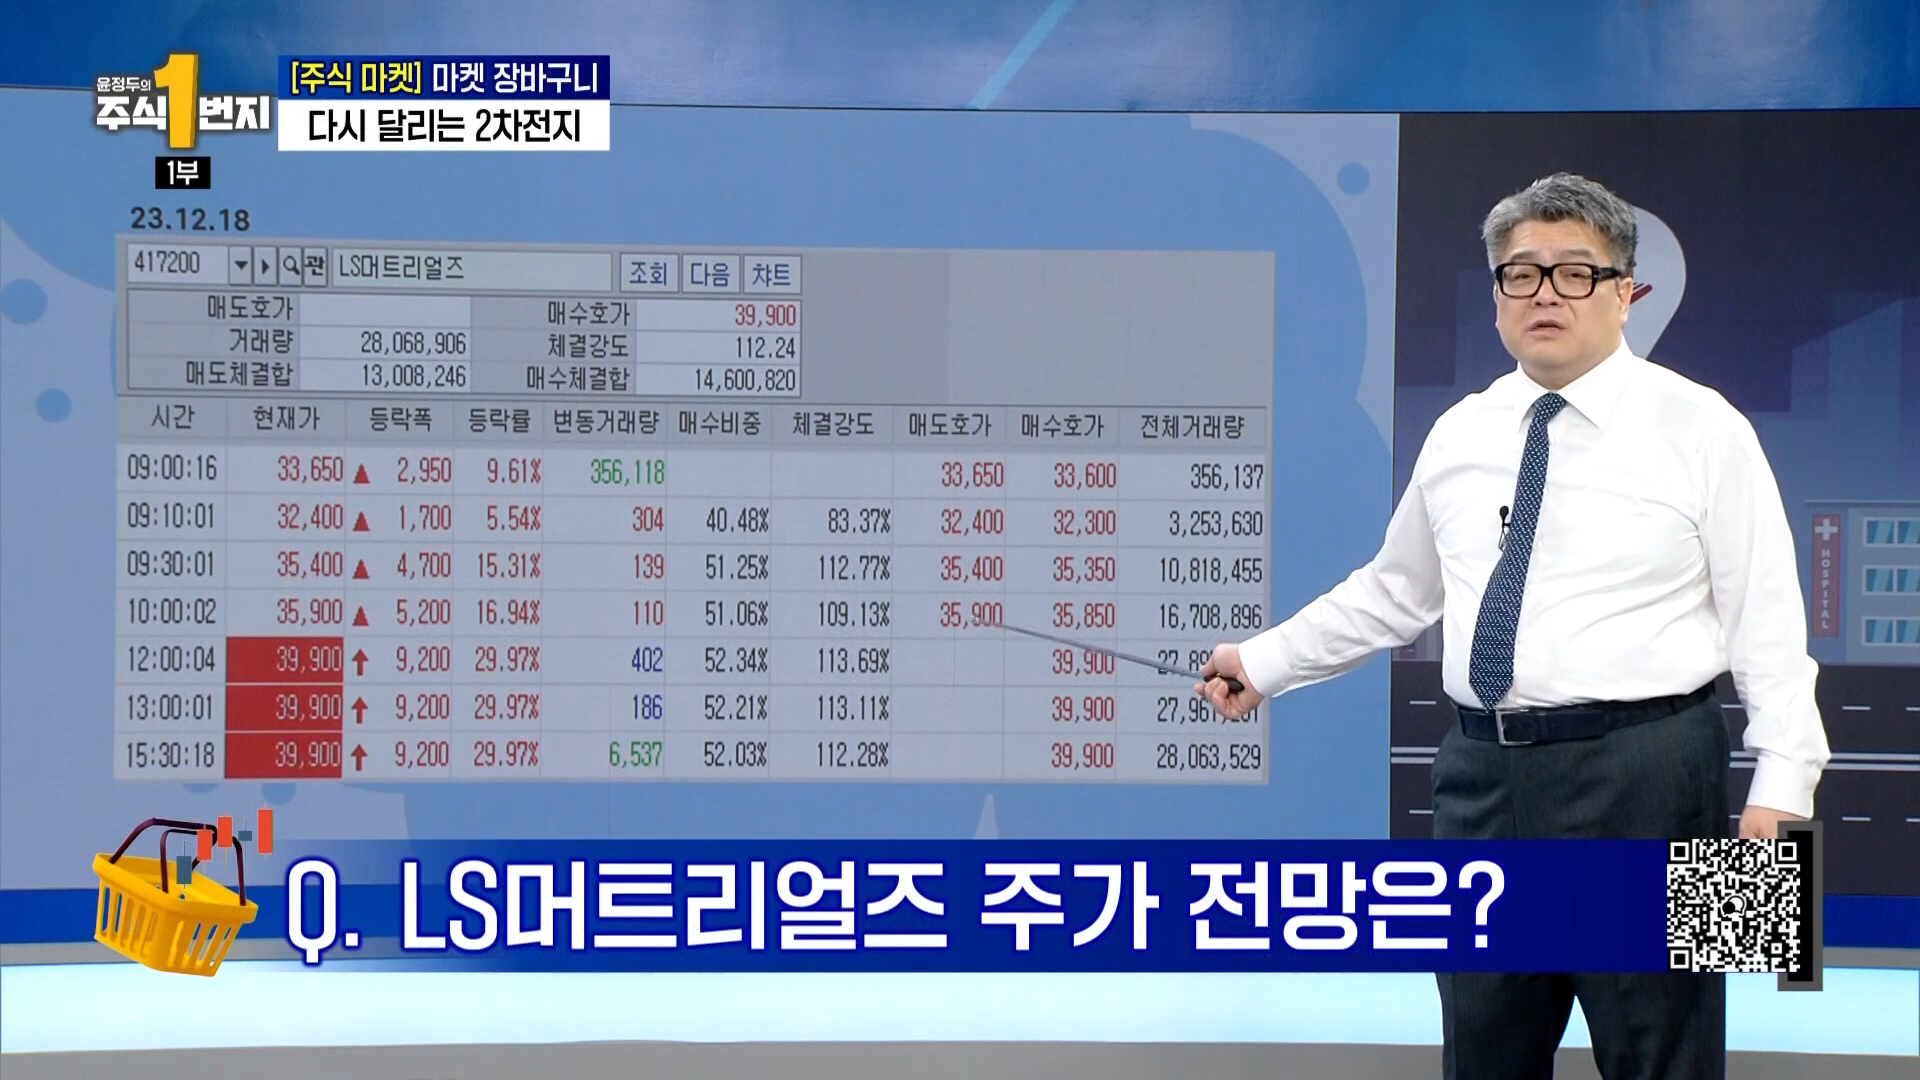 윤정두의
주식1번지
1부
[주식 마켓] 마켓 장바구니
다시 달리는 2차전지
23.12.18
417200 관 LS머트리얼즈 조회 다음 챠트
매도호가 매수호가 39,900
거래량 28,068,906 체결강도 112.24
매도체결합 13,008,246 매수체결합 14,600,820
시간 현재가 등락폭 등락률 변동거래량 매수비중 체결강도 매도호가 매수호가 전체거래량
09:00:16 33,650 ▲ 2,950 9.61% 356,118 33,650 33,600 356,137
09:10:01 32,400 ▲ 1,700 5.54% 304 40.48% 83.37% 32,400 32,300 3,253,630
09:30:01 35,400 ▲ 4,700 15.31% 139 51.25% 112.77% 35,400 35,350 10,818,455
10:00:02 35,900 ▲ 5,200 16.94% 110 51.06% 109.13% 35,900 35,850 16,708,896
12:00:04 39,900 ↑ 9,200 29.97% 402 52.34% 113.69% 39,900
13:00:01 39,900 ↑ 9,200 29.97% 186 52.21% 113.11% 39,900
15:30:18 39,900 ↑ 9,200 29.97% 6,537 52.03% 112.28% 39,900 28,063,529
HOSPITAL
Q. LS머트리얼즈 주가 전망은?